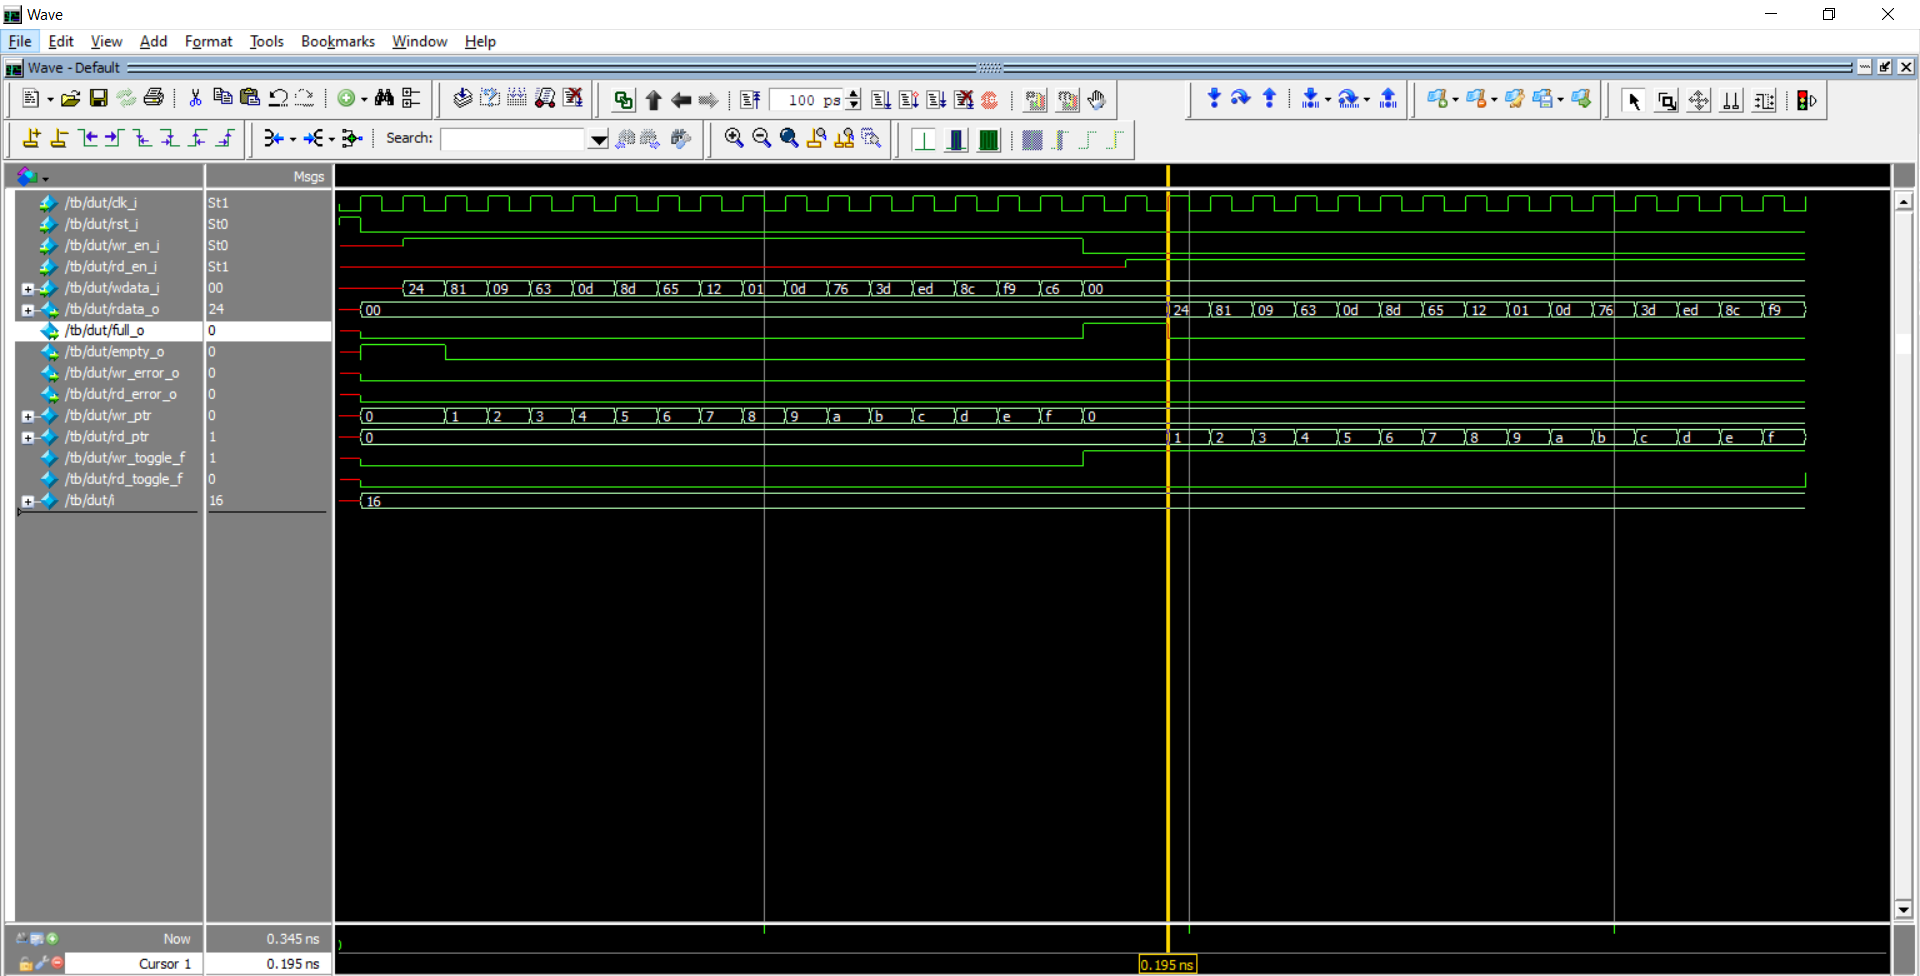 Wave
File Edit View Add Format Tools Bookmarks Window Help
Wave - Default
100 ps
Search:
Msgs
/tb/dut/clk_i St1
/tb/dut/rst_i St0
/tb/dut/wr_en_i St0
/tb/dut/rd_en_i St1
/tb/dut/wdata_i 00 24 81 09 63 0d 8d 65 12 01 0d 76 3d ed 8c f9 c6 00
/tb/dut/rdata_o 24 00 24 81 09 63 0d 8d 65 12 01 0d 76 3d ed 8c f9
/tb/dut/full_o 0
/tb/dut/empty_o 0
/tb/dut/wr_error_o 0
/tb/dut/rd_error_o 0
/tb/dut/wr_ptr 0 0 1 2 3 4 5 6 7 8 9 a b c d e f 0
/tb/dut/rd_ptr 1 0 1 2 3 4 5 6 7 8 9 a b c d e f
/tb/dut/wr_toggle_f 1
/tb/dut/rd_toggle_f 0
/tb/dut/i 16 16
Now 0.345 ns
Cursor 1 0.195 ns 0.195 ns